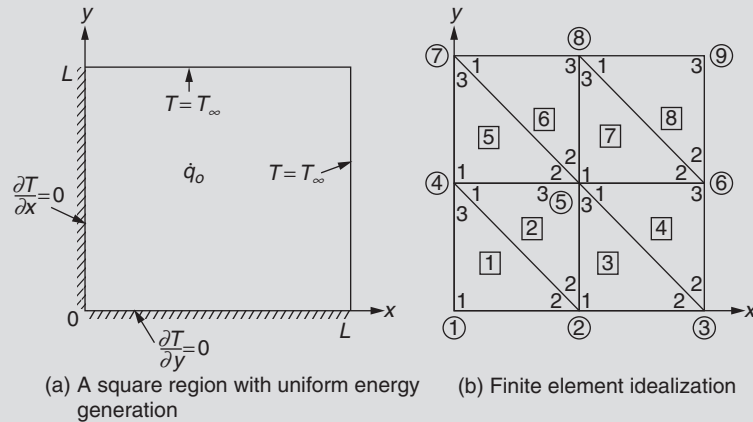 y
L
T = T∞
q̇o
T = T∞
∂T/∂x = 0
0
L
x
∂T/∂y = 0
(a) A square region with uniform energy
generation
y
⑧
⑦ 1 3 1 3 ⑨
3 3
6 8
5 7
2 2
1 2 1 2
④ 1 3 ⑤ 1 3 ⑥
3 3
2 4
1 3
2 2
1 2 1 2
① ② ③
x
(b) Finite element idealization